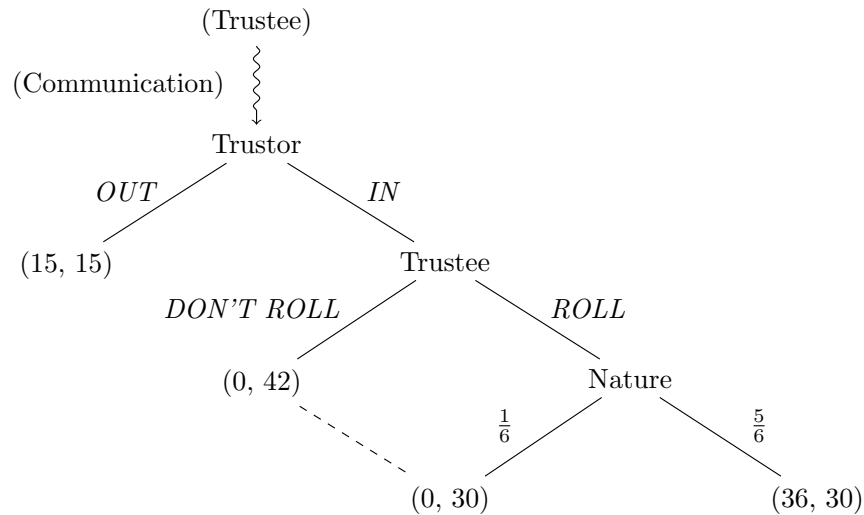 (Trustee)
(Communication)
Trustor
OUT
IN
(15, 15)
Trustee
DON'T ROLL
ROLL
(0, 42)
Nature
1/6
5/6
(0, 30)
(36, 30)